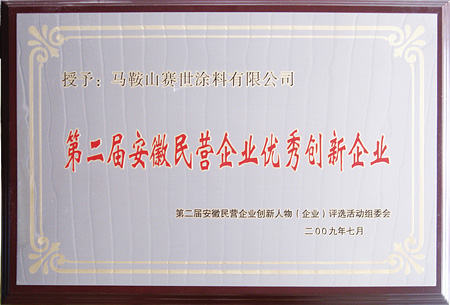 授予：马鞍山赛世涂料有限公司
第二届安徽民营企业优秀创新企业
第二届安徽民营企业创新人物（企业）评选活动组委会
二00九年七月